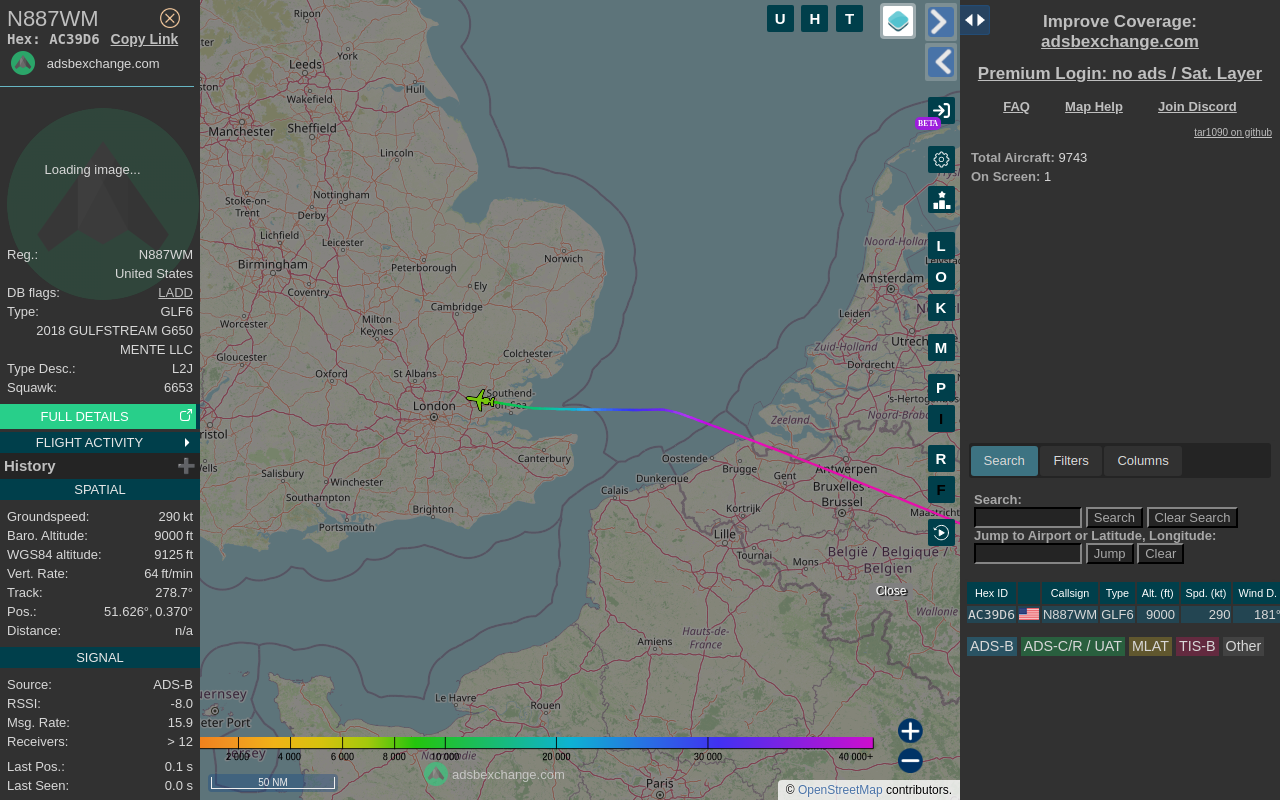 N887WM
Hex: AC39D6 Copy Link
adsbexchange.com
Loading image...
Reg.: N887WM
United States
DB flags: LADD
Type: GLF6
2018 GULFSTREAM G650
MENTE LLC
Type Desc.: L2J
Squawk: 6653
FULL DETAILS
FLIGHT ACTIVITY
History
SPATIAL
Groundspeed: 290 kt
Baro. Altitude: 9000 ft
WGS84 altitude: 9125 ft
Vert. Rate: 64 ft/min
Track: 278.7°
Pos.: 51.626°, 0.370°
Distance: n/a
SIGNAL
Source: ADS-B
RSSI: -8.0
Msg. Rate: 15.9
Receivers: > 12
Last Pos.: 0.1 s
Last Seen: 0.0 s
Ripon
York
Leeds
Hull
Wakefield
Manchester Sheffield
Lincoln
Nottingham
Stoke-on-
Trent
Derby
Lichfield
Leicester
Norwich
Birmingham
Peterborough
Coventry
Ely
Cambridge
Worcester
Milton
Keynes
Gloucester
Colchester
Oxford
St Albans
Southend-
on-Sea
London
Salisbury
Winchester
Canterbury
Southampton
Brighton
Portsmouth
Noord-Holland
Amsterdam
Leiden
Zuid-Holland
Dordrecht
's-Hertogenbosch
Noord-Brabant
Zeeland
Oostende
Brugge
Gent
Antwerpen
Dunkerque
Bruxelles -
Brussel
Calais
Kortrijk
Maastricht
Lille
Tournai
België / Belgique /
Belgien
Mons
Close
Wallonie
Amiens
Hauts-de-
France
Le Havre
Rouen
Jersey
Normandie
Paris
2 000 4 000 6 000 8 000 10 000 20 000 30 000 40 000+
adsbexchange.com
50 NM
© OpenStreetMap contributors.
U H T
BETA
L
O
K
M
P
I
R
F
Improve Coverage:
adsbexchange.com
Premium Login: no ads / Sat. Layer
FAQ Map Help Join Discord
tar1090 on github
Total Aircraft: 9743
On Screen: 1
Search Filters Columns
Search:
Search Clear Search
Jump to Airport or Latitude, Longitude:
Jump Clear
Hex ID Callsign Type Alt. (ft) Spd. (kt) Wind D.
AC39D6 N887WM GLF6 9000 290 181°
ADS-B ADS-C/R / UAT MLAT TIS-B Other